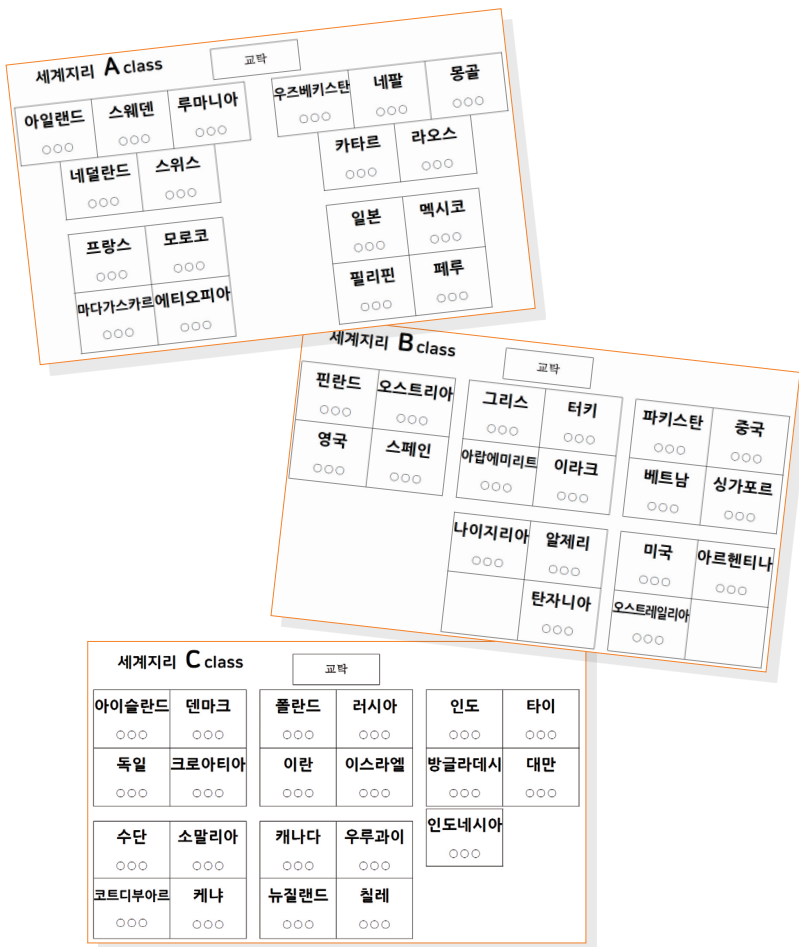 세계지리 A class
교탁
아일랜드 스웨덴 루마니아 우즈베키스탄 네팔 몽골
○○○ ○○○ ○○○ ○○○ ○○○ ○○○
네덜란드 스위스 카타르 라오스
○○○ ○○○ ○○○ ○○○
프랑스 모로코 일본 멕시코
○○○ ○○○ ○○○ ○○○
마다가스카르 에티오피아 필리핀 페루
○○○ ○○○ ○○○ ○○○
세계지리 B class
교탁
핀란드 오스트리아 그리스 터키 파키스탄 중국
○○○ ○○○ ○○○ ○○○ ○○○ ○○○
영국 스페인 아랍에미리트 이라크 베트남 싱가포르
○○○ ○○○ ○○○ ○○○ ○○○ ○○○
나이지리아 알제리 미국 아르헨티나
○○○ ○○○ ○○○ ○○○
탄자니아 오스트레일리아
○○○ ○○○
세계지리 C class
교탁
아이슬란드 덴마크 폴란드 러시아 인도 타이
○○○ ○○○ ○○○ ○○○ ○○○ ○○○
독일 크로아티아 이란 이스라엘 방글라데시 대만
○○○ ○○○ ○○○ ○○○ ○○○ ○○○
수단 소말리아 캐나다 우루과이 인도네시아
○○○ ○○○ ○○○ ○○○ ○○○
코트디부아르 케냐 뉴질랜드 칠레
○○○ ○○○ ○○○ ○○○